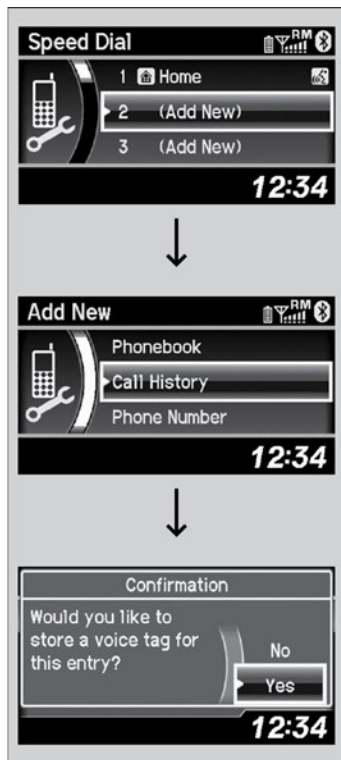 Speed Dial
RM
1 Home
2 (Add New)
3 (Add New)
12:34
Add New
RM
Phonebook
Call History
Phone Number
12:34
Confirmation
Would you like to
store a voice tag for
this entry?
No
Yes
12:34